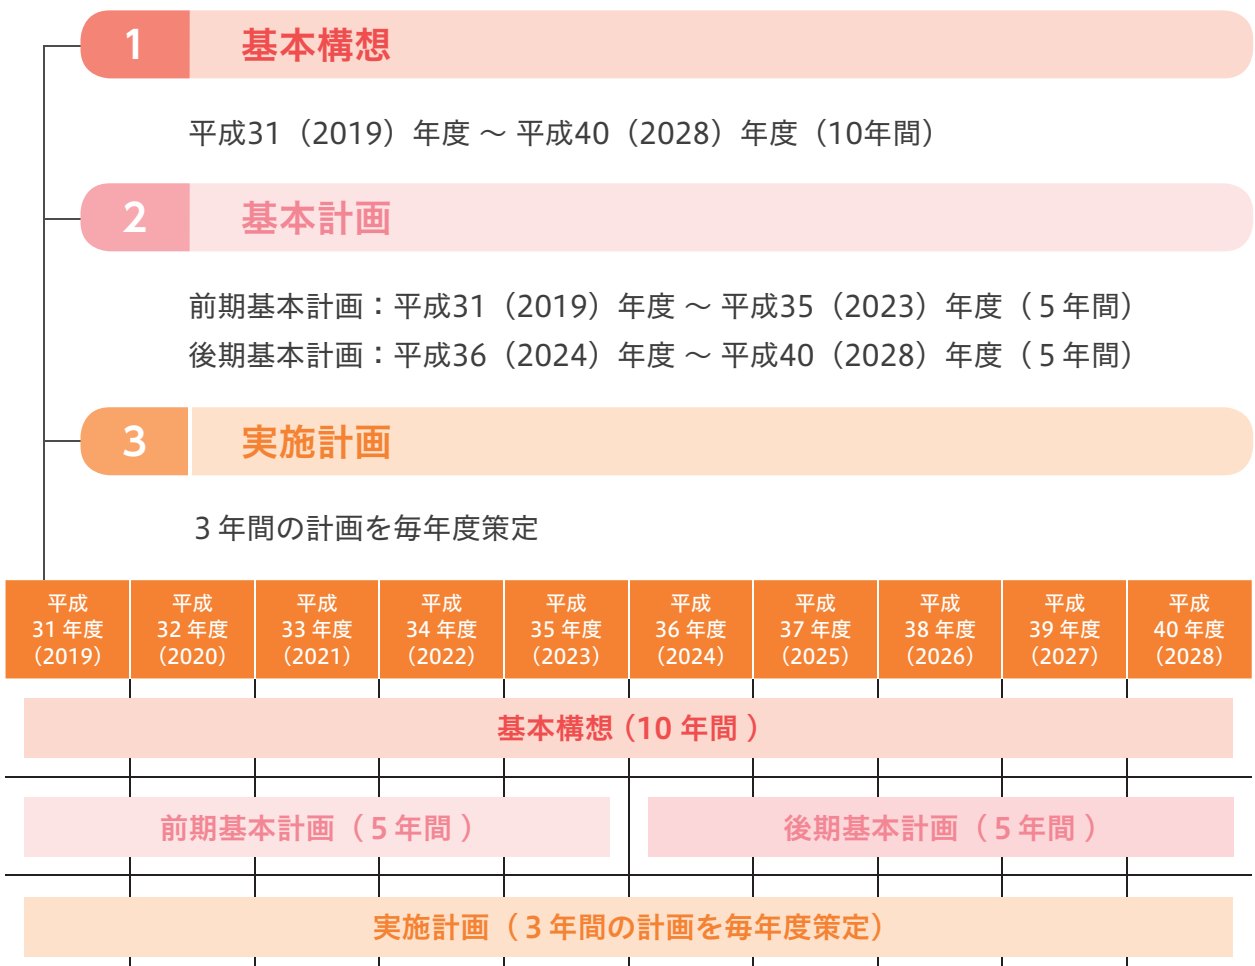 1 基本構想
平成31（2019）年度 ～ 平成40（2028）年度（10年間）
2 基本計画
前期基本計画：平成31（2019）年度 ～ 平成35（2023）年度（５年間）
後期基本計画：平成36（2024）年度 ～ 平成40（2028）年度（５年間）
3 実施計画
３年間の計画を毎年度策定
平成 平成 平成 平成 平成 平成 平成 平成 平成 平成
31 年度 32 年度 33 年度 34 年度 35 年度 36 年度 37 年度 38 年度 39 年度 40 年度
（2019） （2020） （2021） （2022） （2023） （2024） （2025） （2026） （2027） （2028）
基本構想（10 年間 ）
前期基本計画（５年間 ） 後期基本計画（５年間 ）
実施計画（３年間の計画を毎年度策定）